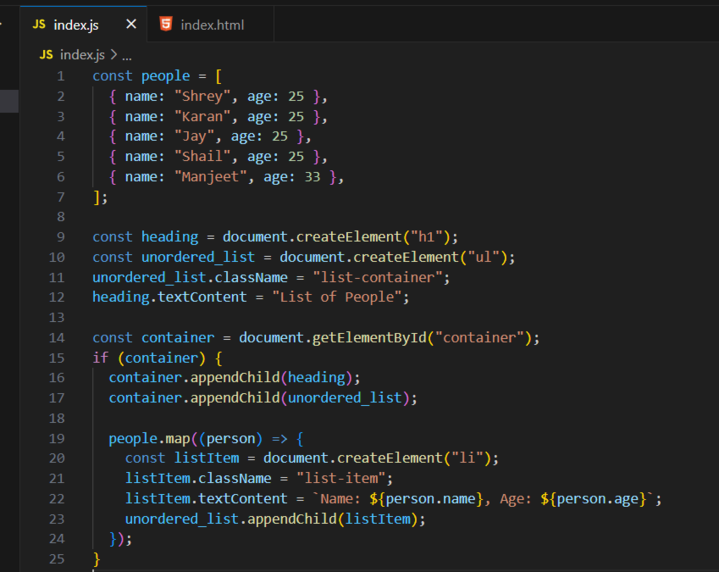 JS index.js × index.html
JS index.js > ...
1 const people = [
2 { name: "Shrey", age: 25 },
3 { name: "Karan", age: 25 },
4 { name: "Jay", age: 25 },
5 { name: "Shail", age: 25 },
6 { name: "Manjeet", age: 33 },
7 ];
8
9 const heading = document.createElement("h1");
10 const unordered_list = document.createElement("ul");
11 unordered_list.className = "list-container";
12 heading.textContent = "List of People";
13
14 const container = document.getElementById("container");
15 if (container) {
16 container.appendChild(heading);
17 container.appendChild(unordered_list);
18
19 people.map((person) => {
20 const listItem = document.createElement("li");
21 listItem.className = "list-item";
22 listItem.textContent = `Name: ${person.name}, Age: ${person.age}`;
23 unordered_list.appendChild(listItem);
24 });
25 }